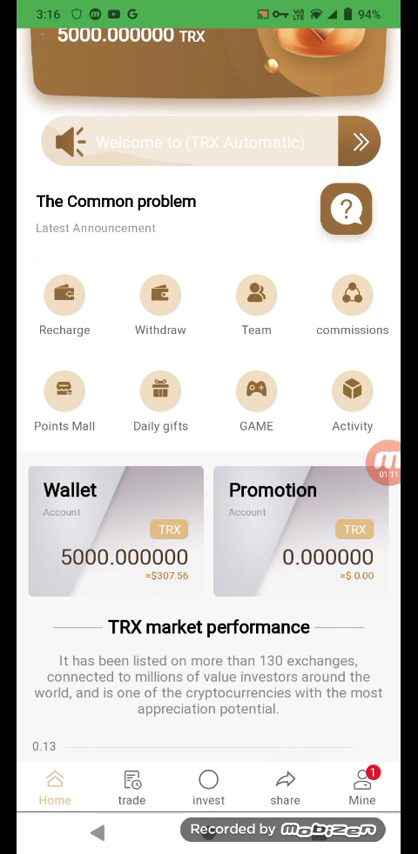 3:16
94%
5000.000000 TRX
Welcome to (TRX Automatic)
The Common problem
Latest Announcement
Recharge
Withdraw
Team
commissions
Points Mall
Daily gifts
GAME
Activity
01:11
Wallet
Account
TRX
5000.000000
≈$307.56
Promotion
Account
TRX
0.000000
≈$ 0.00
TRX market performance
It has been listed on more than 130 exchanges,
connected to millions of value investors around the
world, and is one of the cryptocurrencies with the most
appreciation potential.
0.13
Home
trade
invest
share
1
Mine
Recorded by mobizen